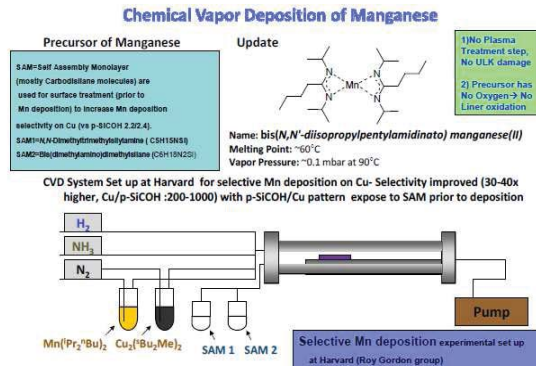 Chemical Vapor Deposition of Manganese
Precursor of Manganese
SAM=Self Assembly Monolayer
(mostly Carbodisilane molecules) are
used for surface treatment (prior to
Mn deposition) to increase Mn deposition
selectivity on Cu (vs p-SICOH 2.2/2.4).
SAM1=N,N-Dimethyltrimethylsilylamine ( C5H15NSI)
SAM2=Bis(dimethylamino)dimethylsilane (C6H18N2Si)
Update
N
N
Mn
N
N
1)No Plasma
Treatment step,
No ULK damage
2) Precursor has
No Oxygen→ No
Liner oxidation
Name: bis(N,N'-diisopropylpentylamidinato) manganese(II)
Melting Point: ~60°C
Vapor Pressure: ~0.1 mbar at 90°C
CVD System Set up at Harvard for selective Mn deposition on Cu- Selectivity improved (30-40x
higher, Cu/p-SiCOH :200-1000) with p-SiCOH/Cu pattern expose to SAM prior to deposition
H₂
NH₃
N₂
Mn(ⁱPr₂ⁿBu)₂
Cu₂(ˢBu₂Me)₂
SAM 1
SAM 2
Pump
Selective Mn deposition experimental set up
at Harvard (Roy Gordon group)